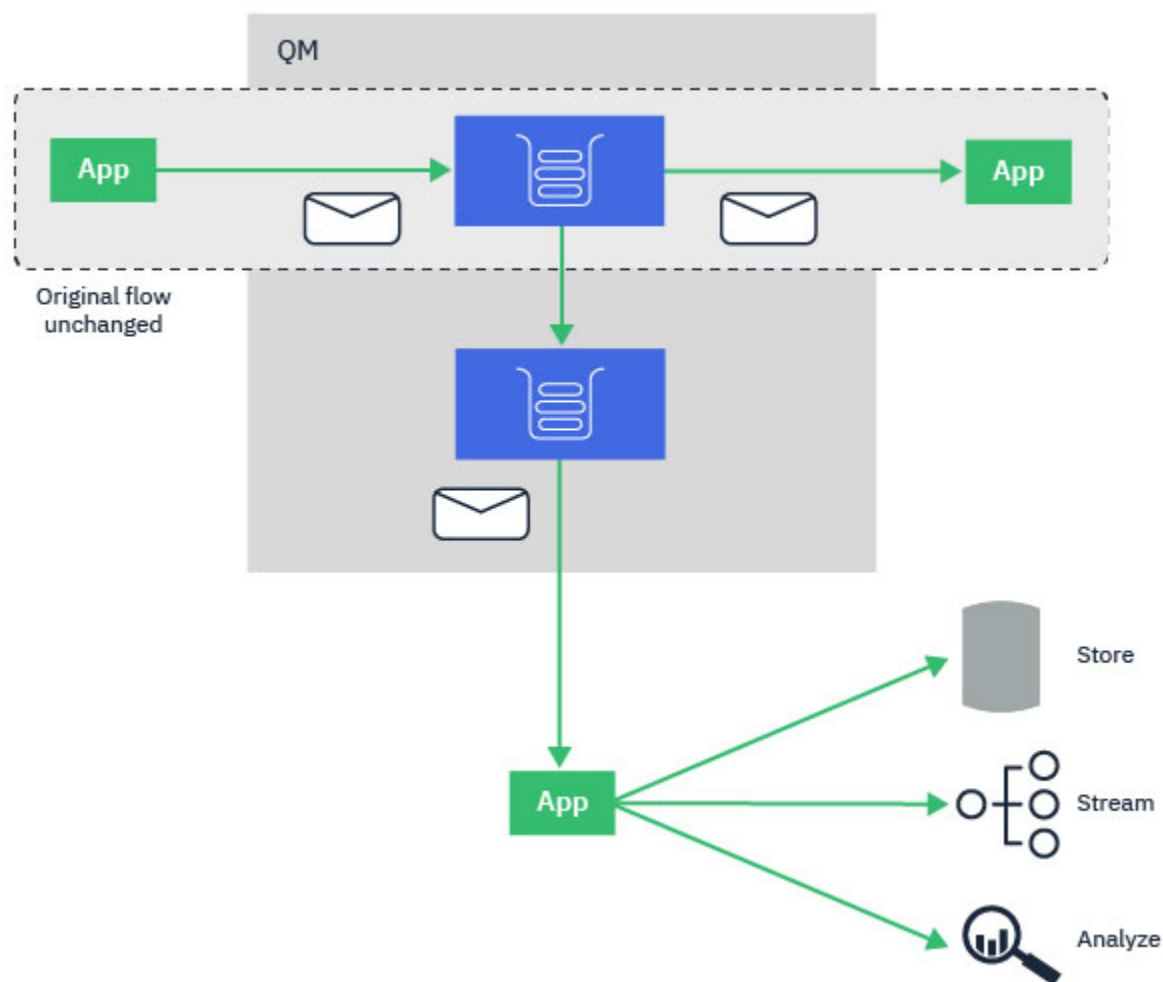 QM
App
App
Original flow
unchanged
App
Store
Stream
Analyze